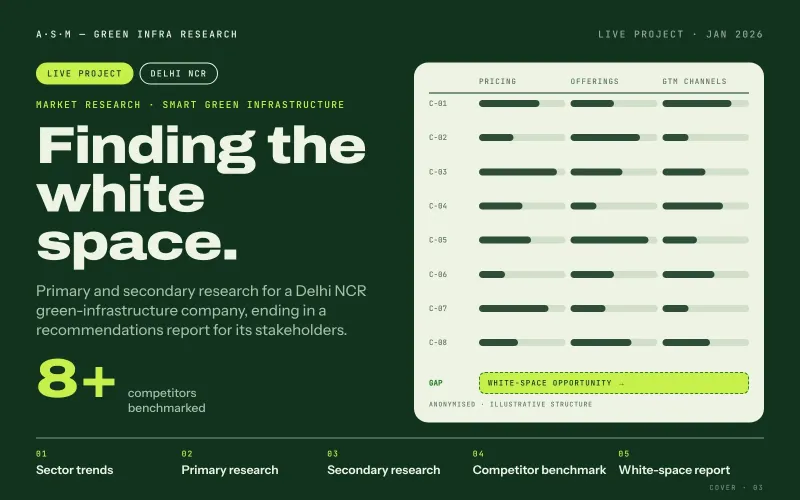 A·S·M — GREEN INFRA RESEARCH
LIVE PROJECT · JAN 2026
LIVE PROJECT
DELHI NCR
MARKET RESEARCH · SMART GREEN INFRASTRUCTURE
Finding the
white
space.
Primary and secondary research for a Delhi NCR
green-infrastructure company, ending in a
recommendations report for its stakeholders.
8+ competitors
benchmarked
PRICING OFFERINGS GTM CHANNELS
C-01
C-02
C-03
C-04
C-05
C-06
C-07
C-08
GAP WHITE-SPACE OPPORTUNITY →
ANONYMISED · ILLUSTRATIVE STRUCTURE
01 02 03 04 05
Sector trends Primary research Secondary research Competitor benchmark White-space report
COVER · 03